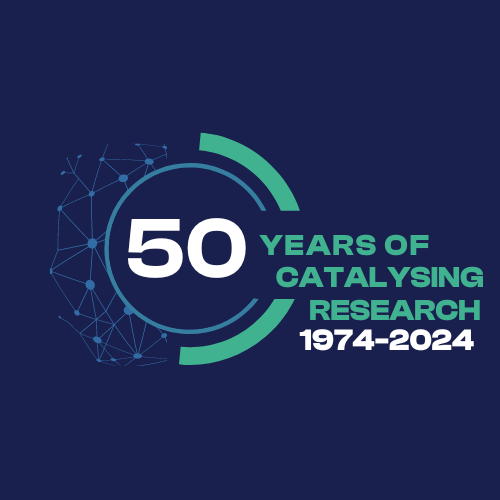 50
YEARS OF
CATALYSING
RESEARCH
1974-2024